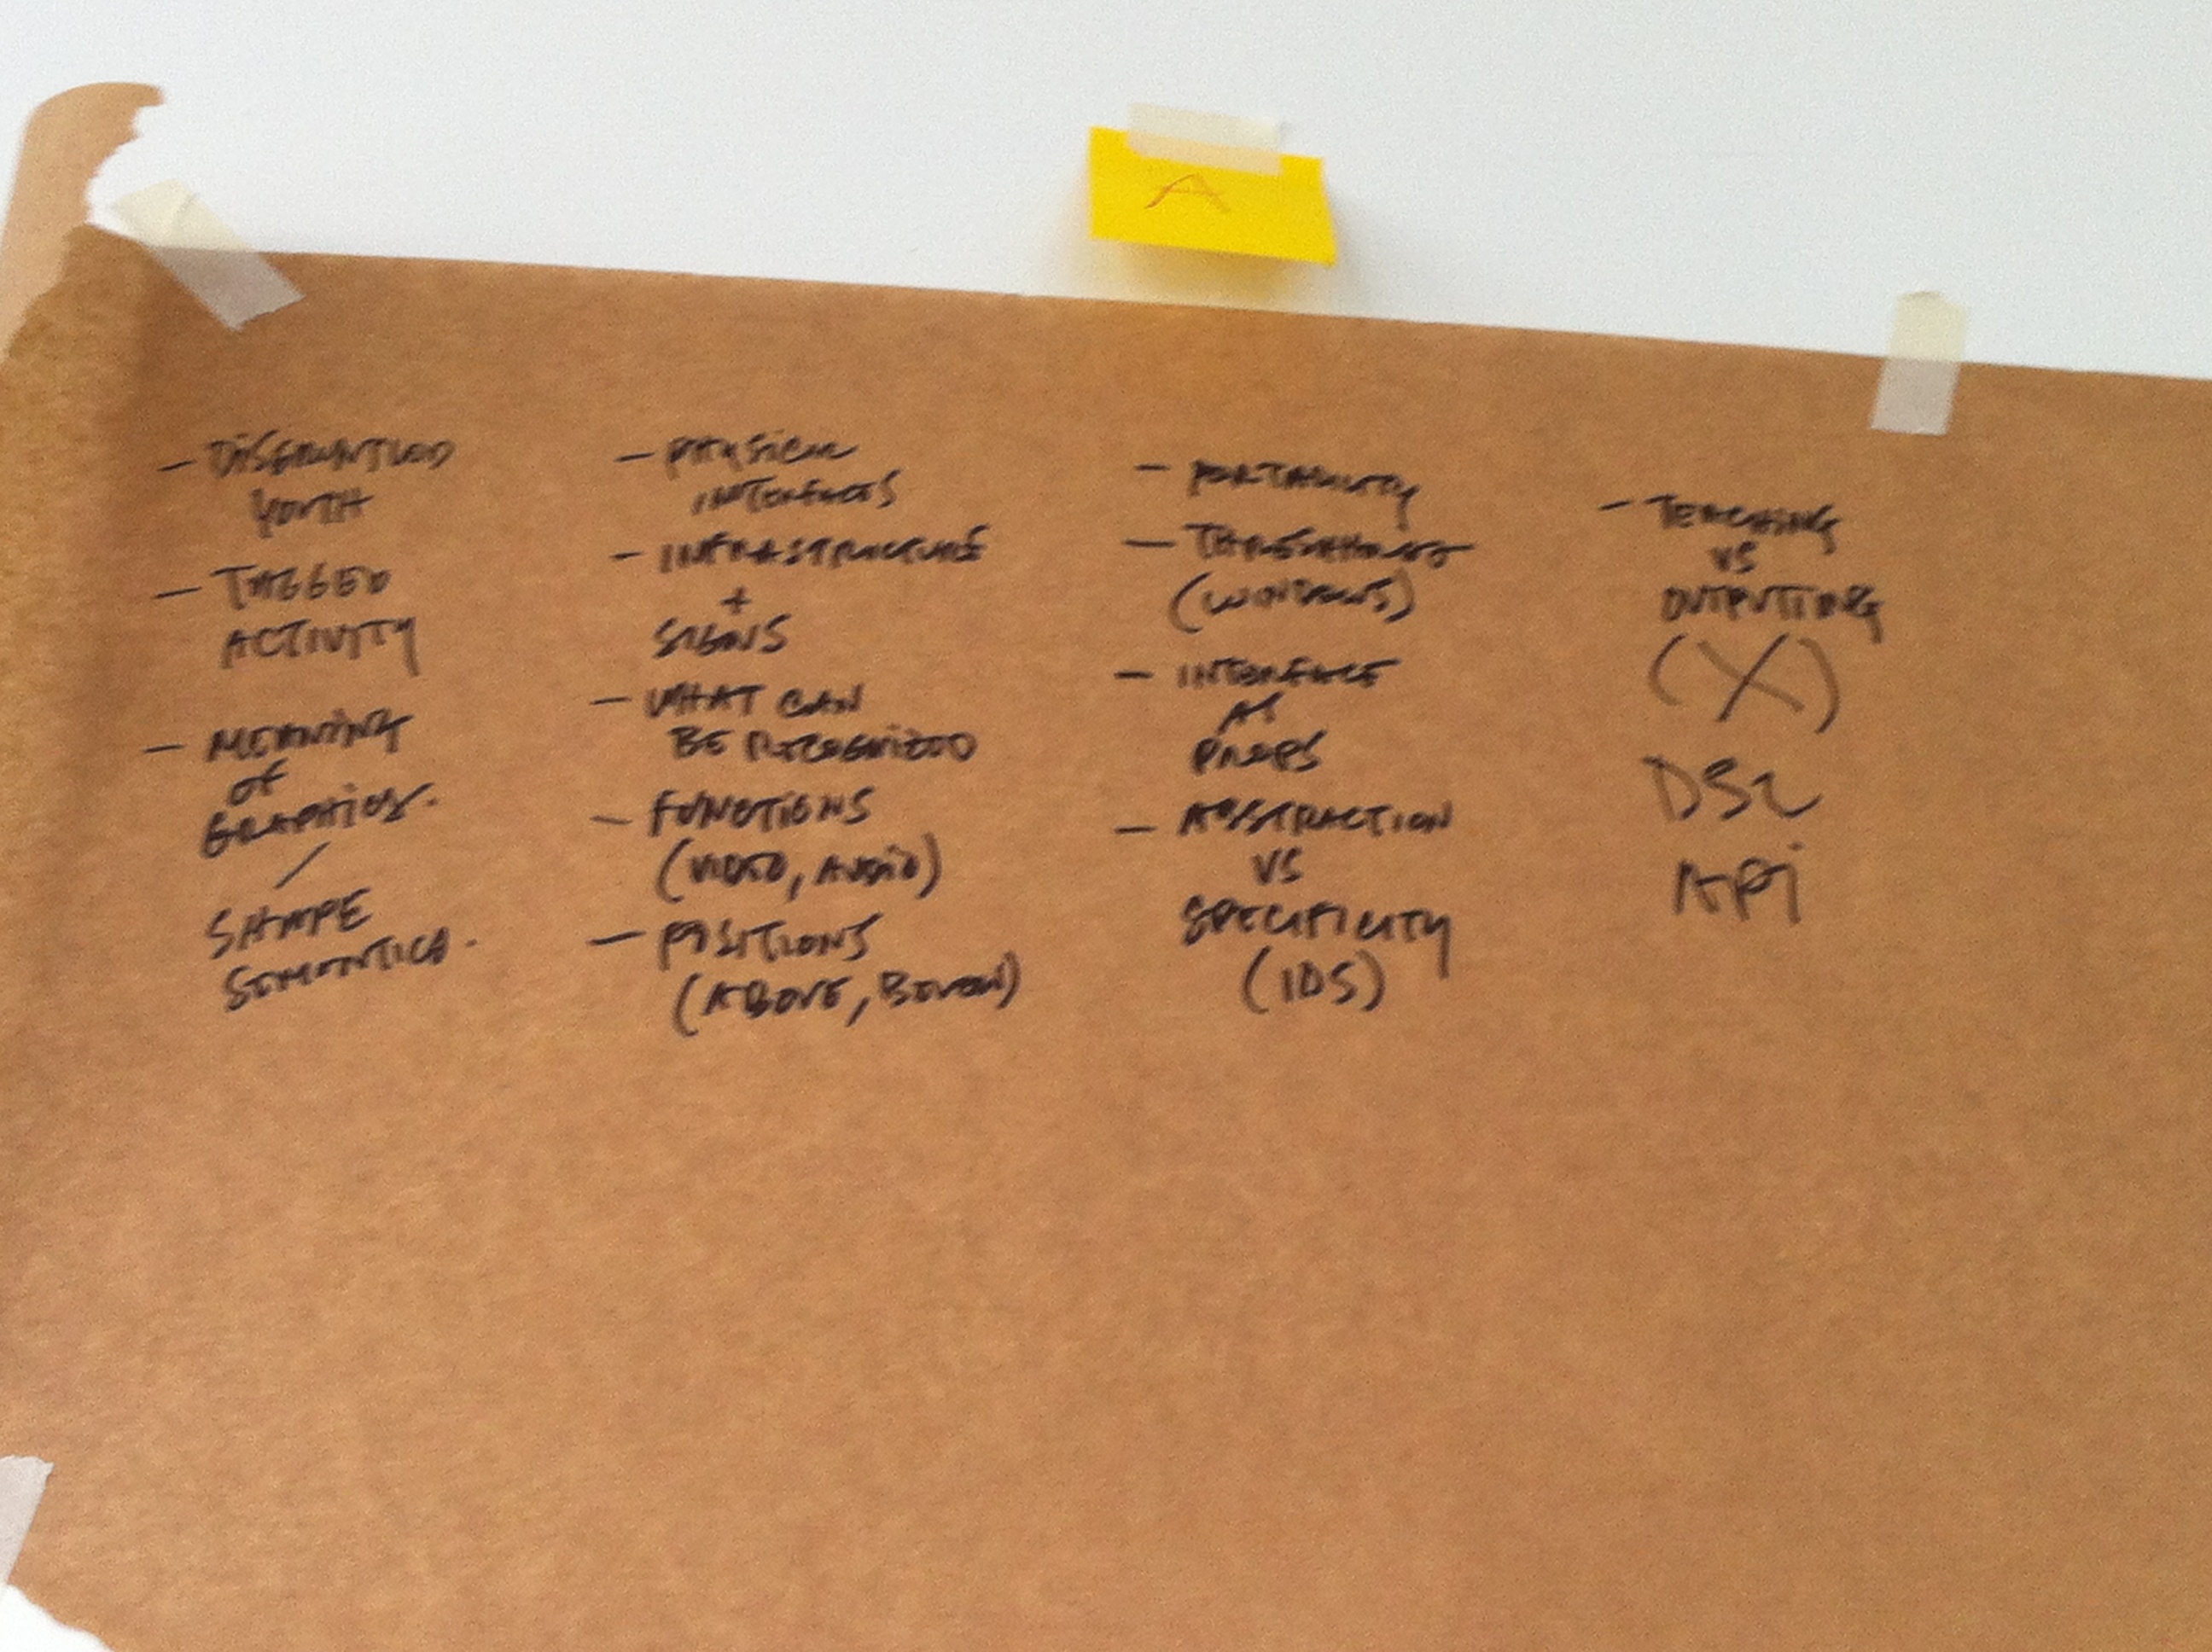 A
- DISGRUNTLED
YOUTH
- TAGGED
ACTIVITY
- MEANING
OF
GRAPHICS.
/
SHAPE
SEMANTICS.
- PHYSICAL
INTERFACES
- INFRASTRUCTURE
+
SIGNS
- WHAT CAN
BE RECOGNIZED
- FUNCTIONS
(VIDEO, AUDIO)
- POSITIONS
(ABOVE, BELOW)
- PORTABILITY
- THRESHOLDS
(WINDOWS)
- INTERFACE
AS
PROPS
- ABSTRACTION
VS
SPECIFICITY
(IDS)
- TEACHING
VS
OUTPUTTING
(X)
DSL
API